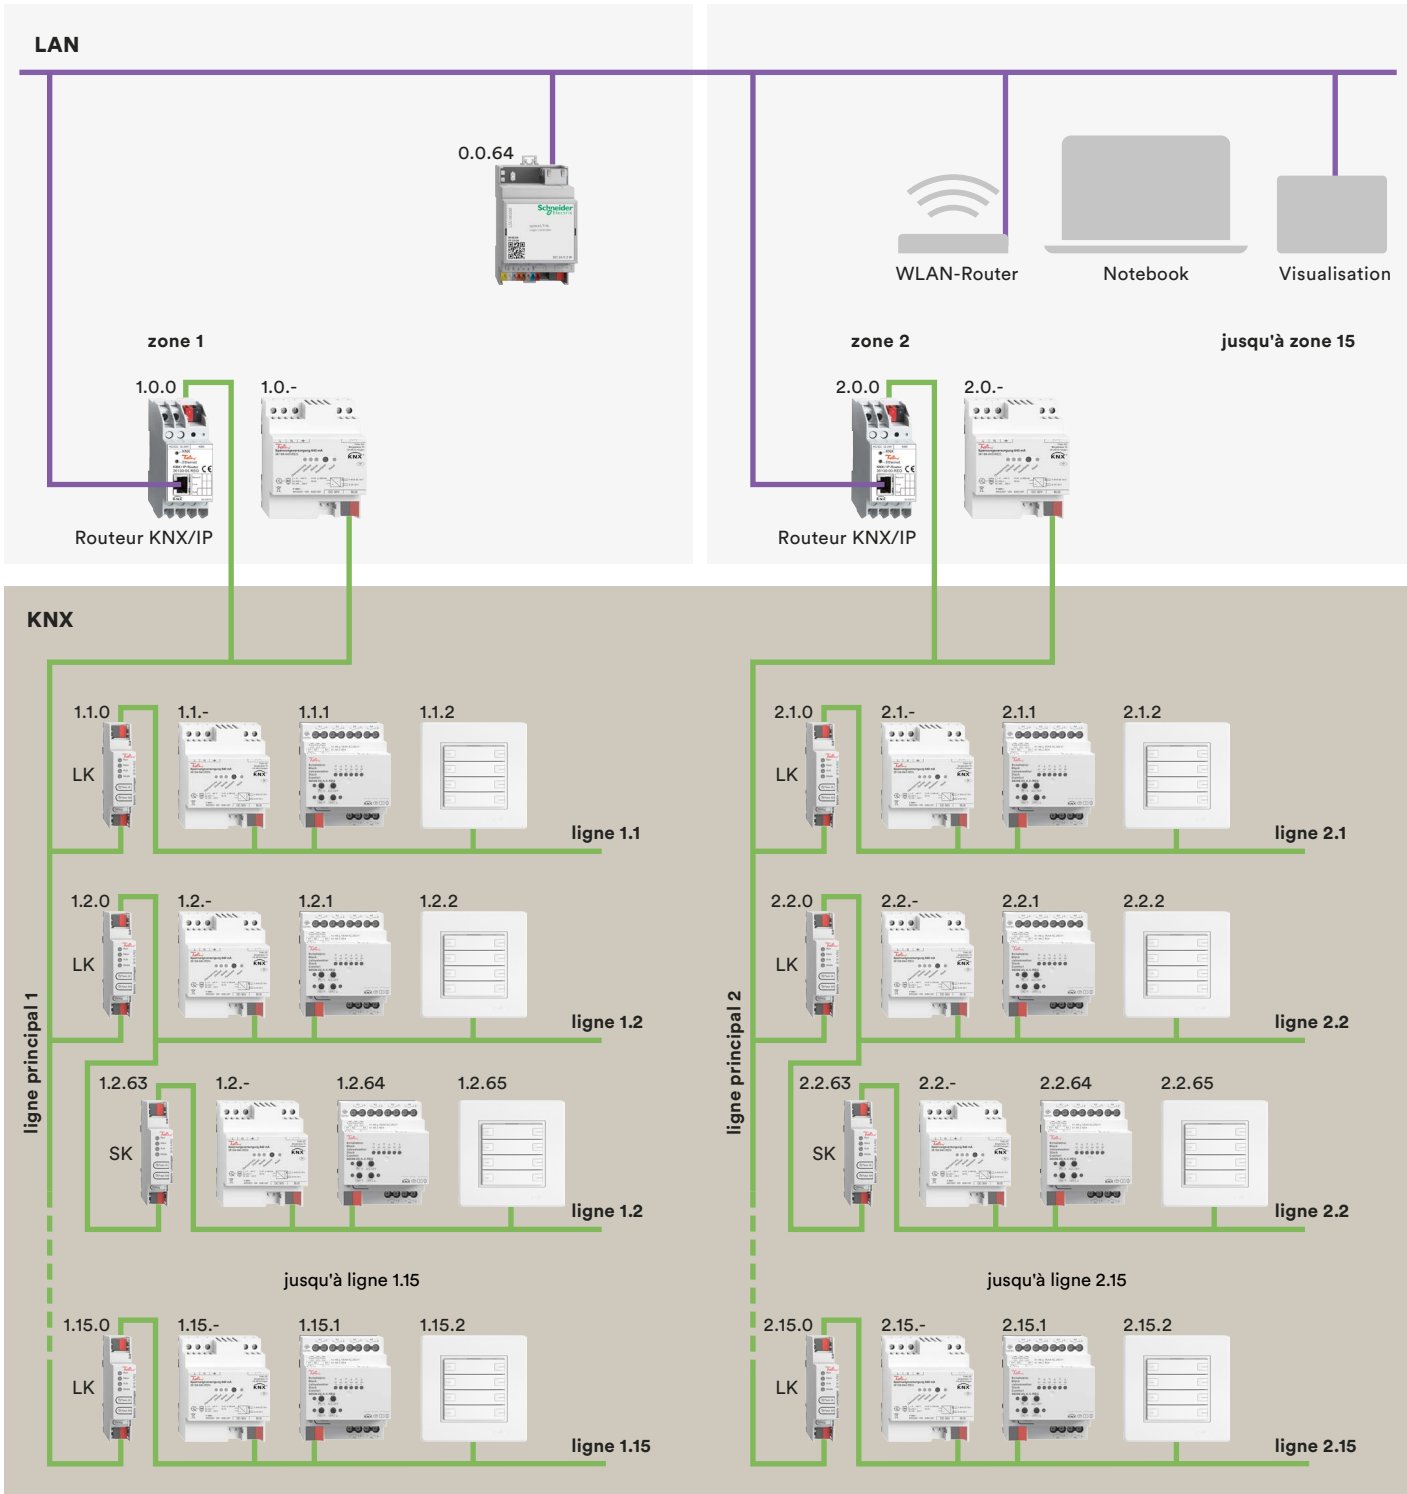 LAN
0.0.64
Schneider
Electric
WLAN-Router
Notebook
Visualisation
zone 1
zone 2
jusqu'à zone 15
1.0.0
1.0.-
2.0.0
2.0.-
KNX
KNX
Routeur KNX/IP
Routeur KNX/IP
KNX
1.1.0
1.1.-
1.1.1
1.1.2
2.1.0
2.1.-
2.1.1
2.1.2
LK
LK
ligne 1.1
ligne 2.1
1.2.0
1.2.-
1.2.1
1.2.2
2.2.0
2.2.-
2.2.1
2.2.2
LK
LK
ligne 1.2
ligne 2.2
ligne principal 1
ligne principal 2
1.2.63
1.2.-
1.2.64
1.2.65
2.2.63
2.2.-
2.2.64
2.2.65
SK
SK
ligne 1.2
ligne 2.2
jusqu'à ligne 1.15
jusqu'à ligne 2.15
1.15.0
1.15.-
1.15.1
1.15.2
2.15.0
2.15.-
2.15.1
2.15.2
LK
LK
ligne 1.15
ligne 2.15